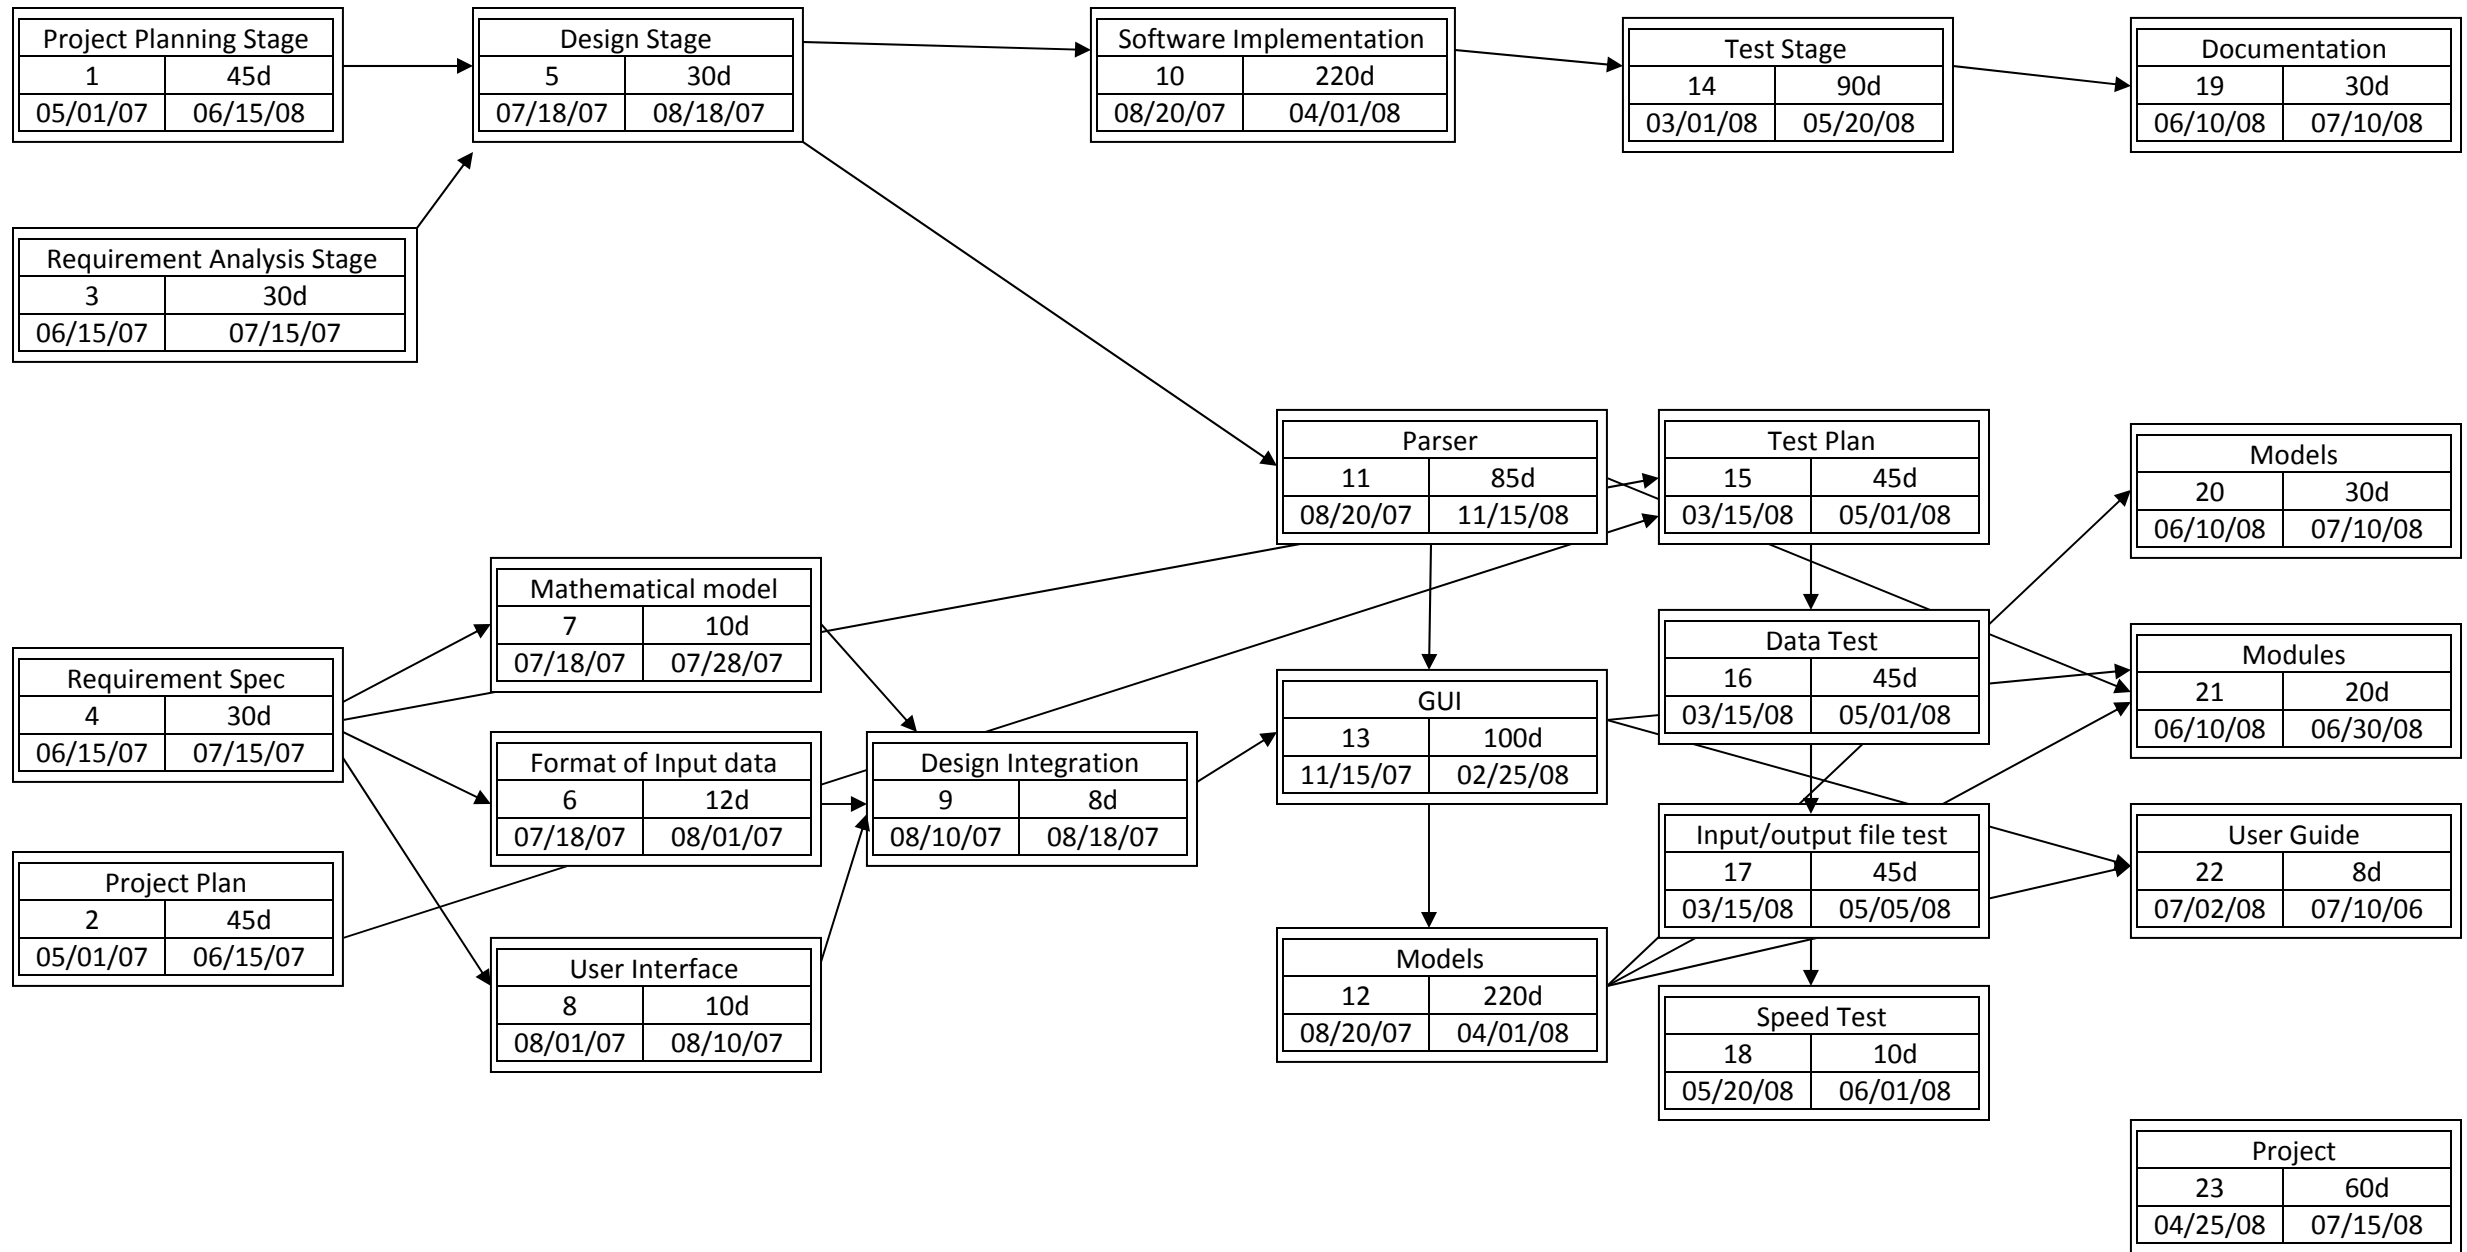 Project Planning Stage
1 45d
05/01/07 06/15/08
Design Stage
5 30d
07/18/07 08/18/07
Software Implementation
10 220d
08/20/07 04/01/08
Test Stage
14 90d
03/01/08 05/20/08
Documentation
19 30d
06/10/08 07/10/08
Requirement Analysis Stage
3 30d
06/15/07 07/15/07
Parser
11 85d
08/20/07 11/15/08
Test Plan
15 45d
03/15/08 05/01/08
Models
20 30d
06/10/08 07/10/08
Mathematical model
7 10d
07/18/07 07/28/07
Data Test
16 45d
03/15/08 05/01/08
Modules
21 20d
06/10/08 06/30/08
Requirement Spec
4 30d
06/15/07 07/15/07
GUI
13 100d
11/15/07 02/25/08
Format of Input data
6 12d
07/18/07 08/01/07
Design Integration
9 8d
08/10/07 08/18/07
Input/output file test
17 45d
03/15/08 05/05/08
User Guide
22 8d
07/02/08 07/10/06
Project Plan
2 45d
05/01/07 06/15/07
User Interface
8 10d
08/01/07 08/10/07
Models
12 220d
08/20/07 04/01/08
Speed Test
18 10d
05/20/08 06/01/08
Project
23 60d
04/25/08 07/15/08